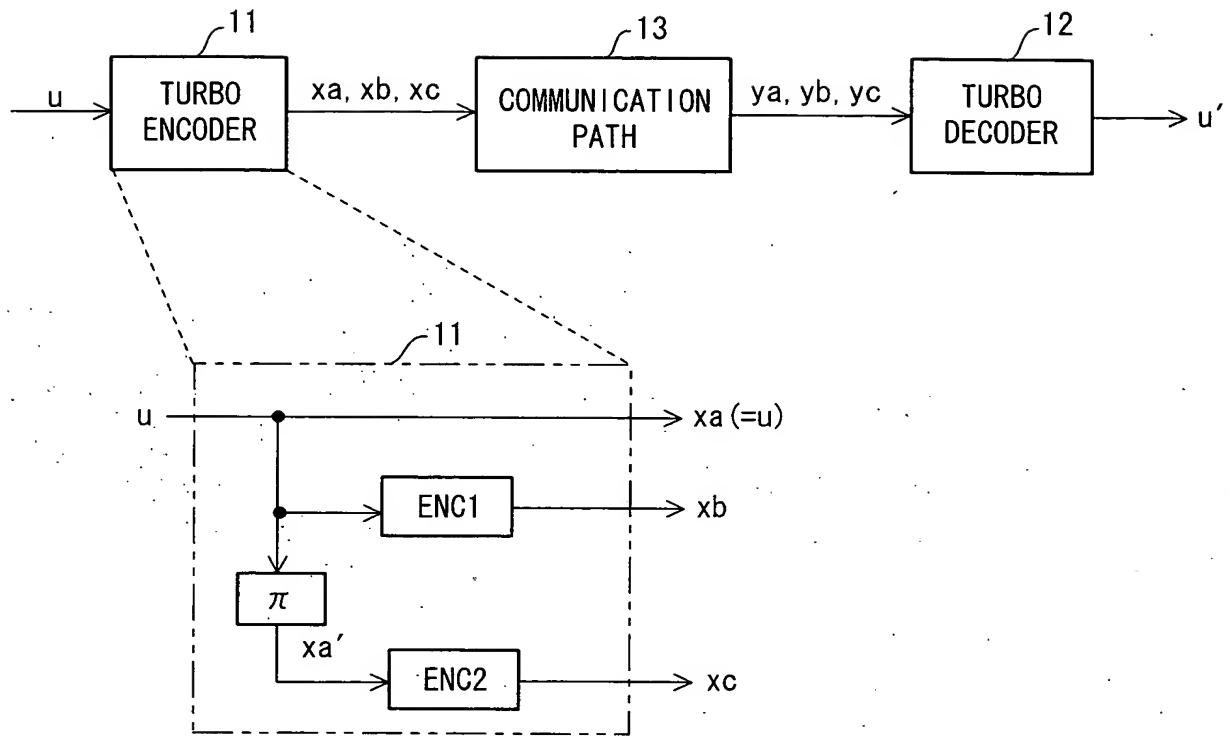 11
13
12
u
TURBO
ENCODER
xa, xb, xc
COMMUNICATION
PATH
ya, yb, yc
TURBO
DECODER
u′
11
u
xa (=u)
ENC1
xb
π
xa′
ENC2
xc